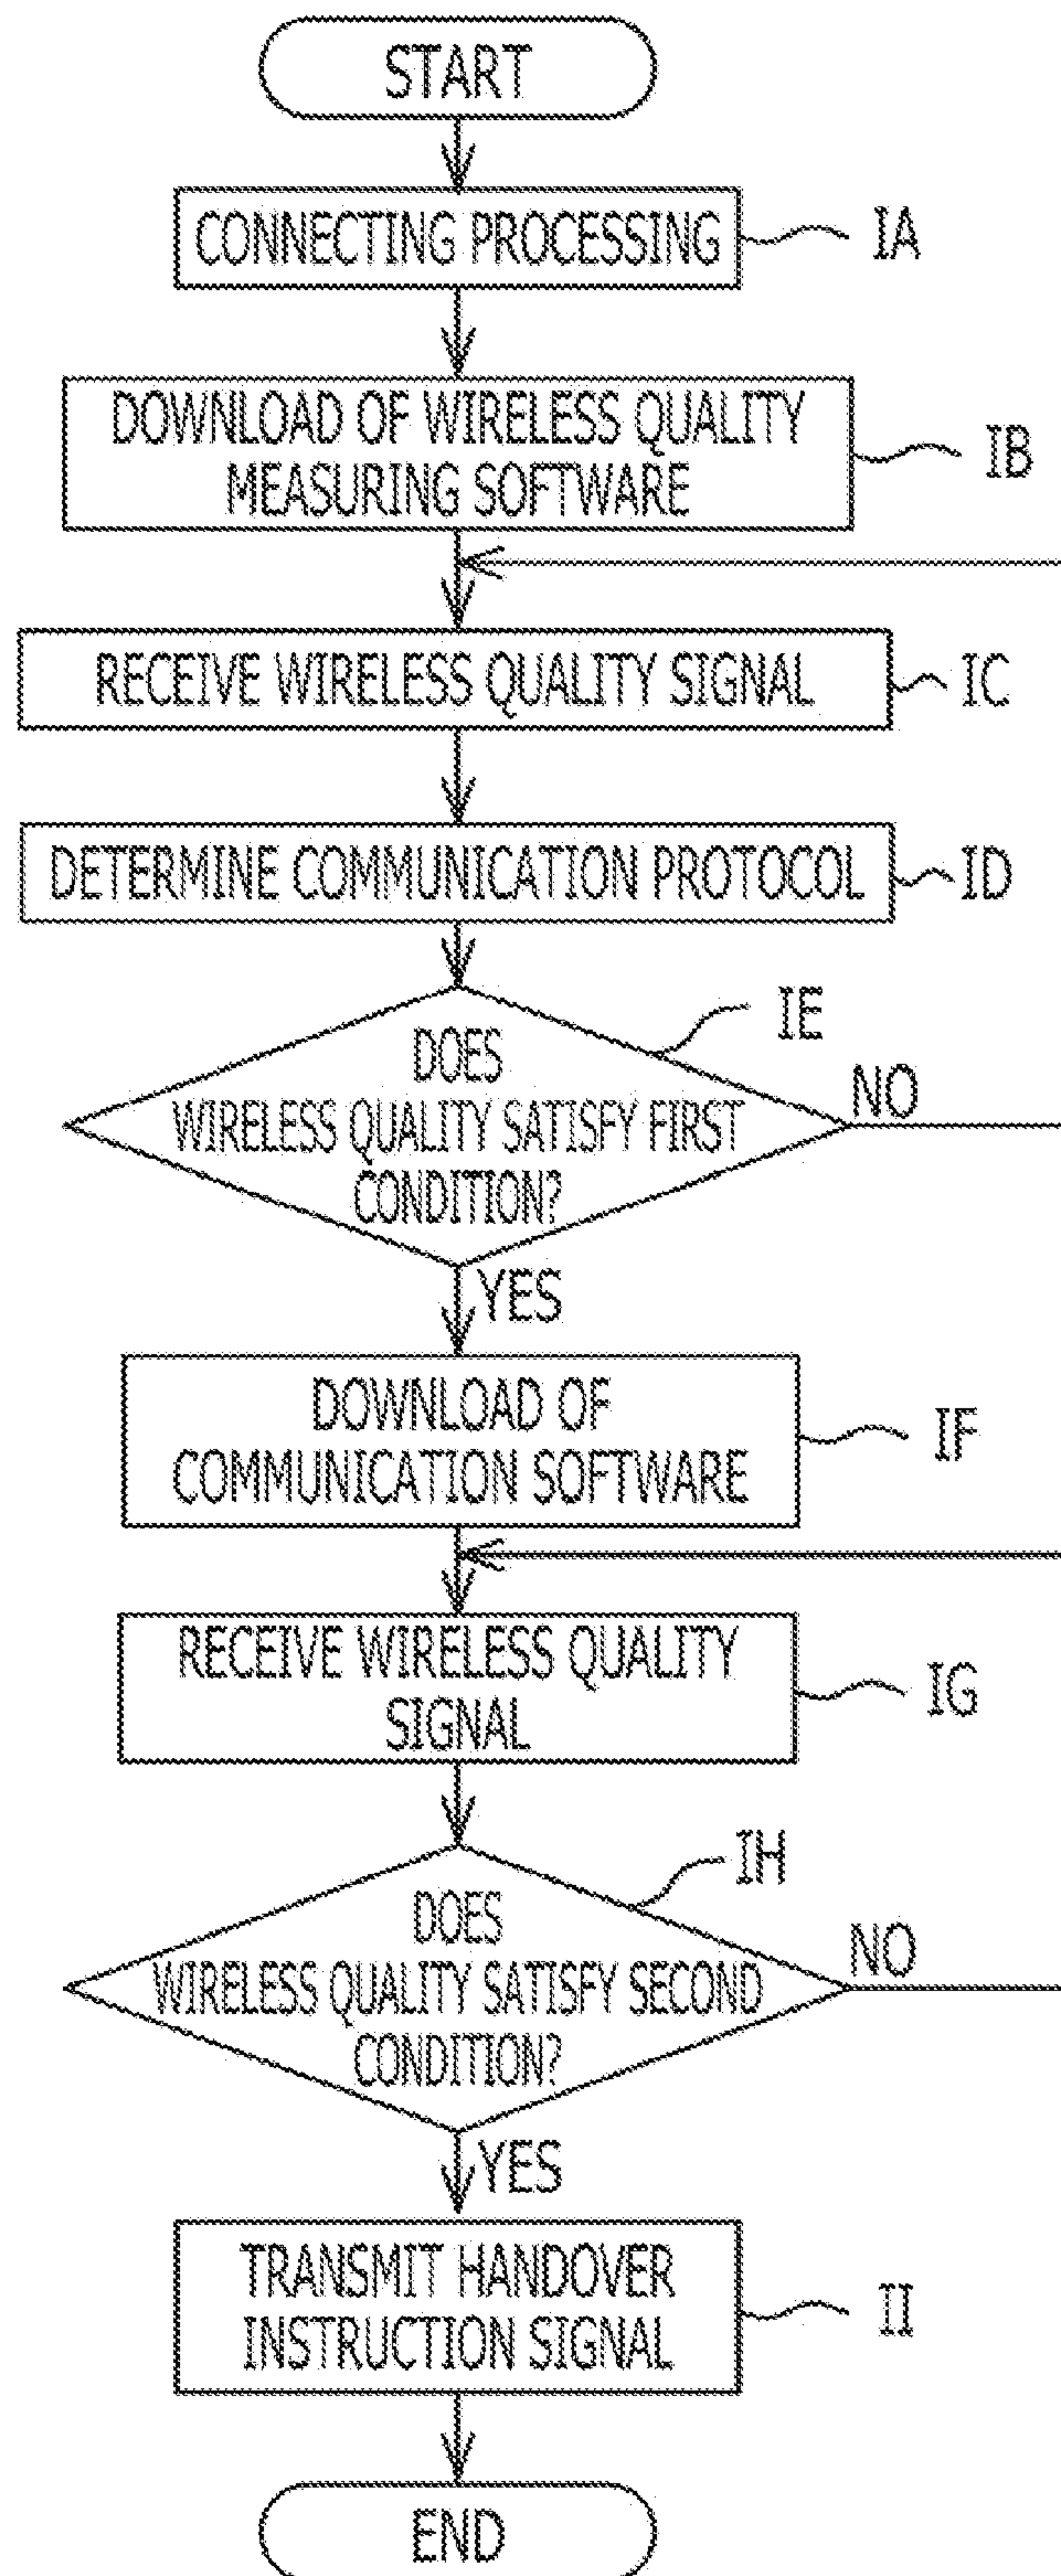 START
CONNECTING PROCESSING
IA
DOWNLOAD OF WIRELESS QUALITY
MEASURING SOFTWARE
IB
RECEIVE WIRELESS QUALITY SIGNAL
IC
DETERMINE COMMUNICATION PROTOCOL
ID
IE
DOES
WIRELESS QUALITY SATISFY FIRST
CONDITION?
NO
YES
DOWNLOAD OF
COMMUNICATION SOFTWARE
IF
RECEIVE WIRELESS QUALITY
SIGNAL
IG
IH
DOES
WIRELESS QUALITY SATISFY SECOND
CONDITION?
NO
YES
TRANSMIT HANDOVER
INSTRUCTION SIGNAL
II
END